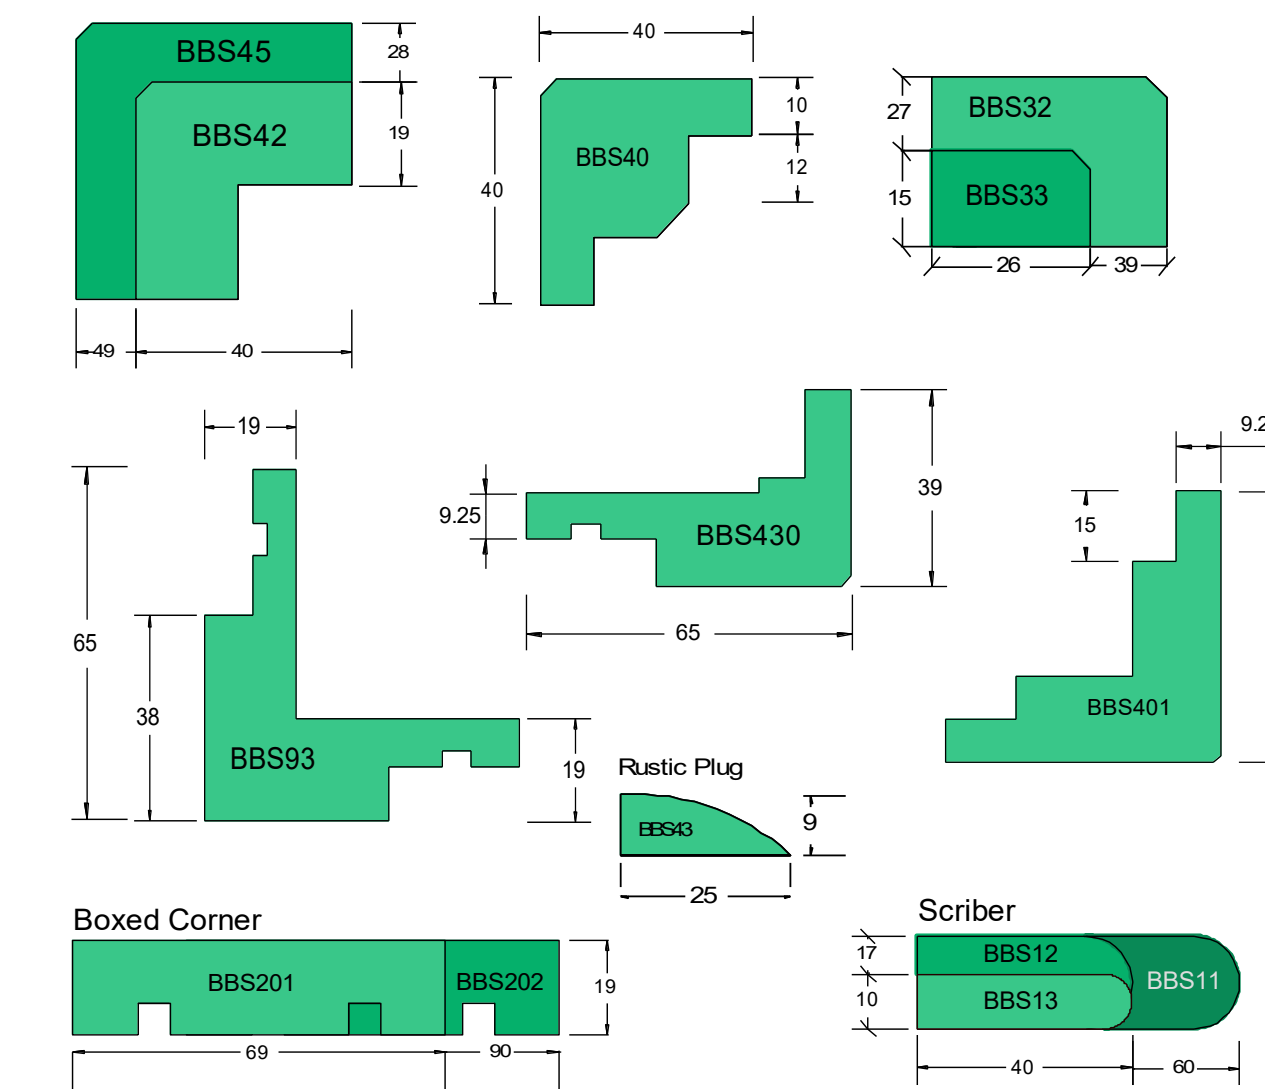 40
BBS45
28
BBS42
19
49
40
10
BBS40
12
40
27
BBS32
15
BBS33
26
39
19
65
38
BBS93
19
9.25
BBS430
39
65
9.2
15
BBS401
Rustic Plug
BBS43
9
25
Boxed Corner
BBS201
BBS202
19
69
90
Scriber
17
BBS12
BBS11
10
BBS13
40
60